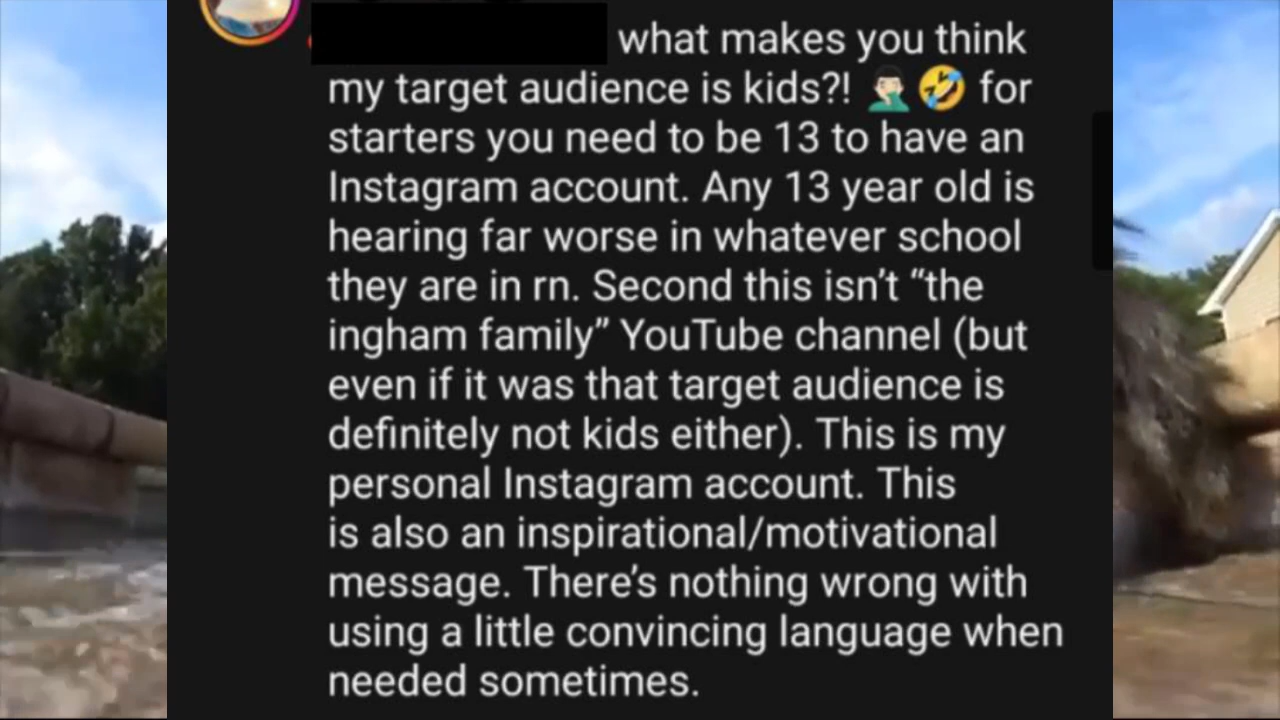 what makes you think
my target audience is kids?! 🤦🏻‍♂️ 🤣 for
starters you need to be 13 to have an
Instagram account. Any 13 year old is
hearing far worse in whatever school
they are in rn. Second this isn’t “the
ingham family” YouTube channel (but
even if it was that target audience is
definitely not kids either). This is my
personal Instagram account. This
is also an inspirational/motivational
message. There’s nothing wrong with
using a little convincing language when
needed sometimes.